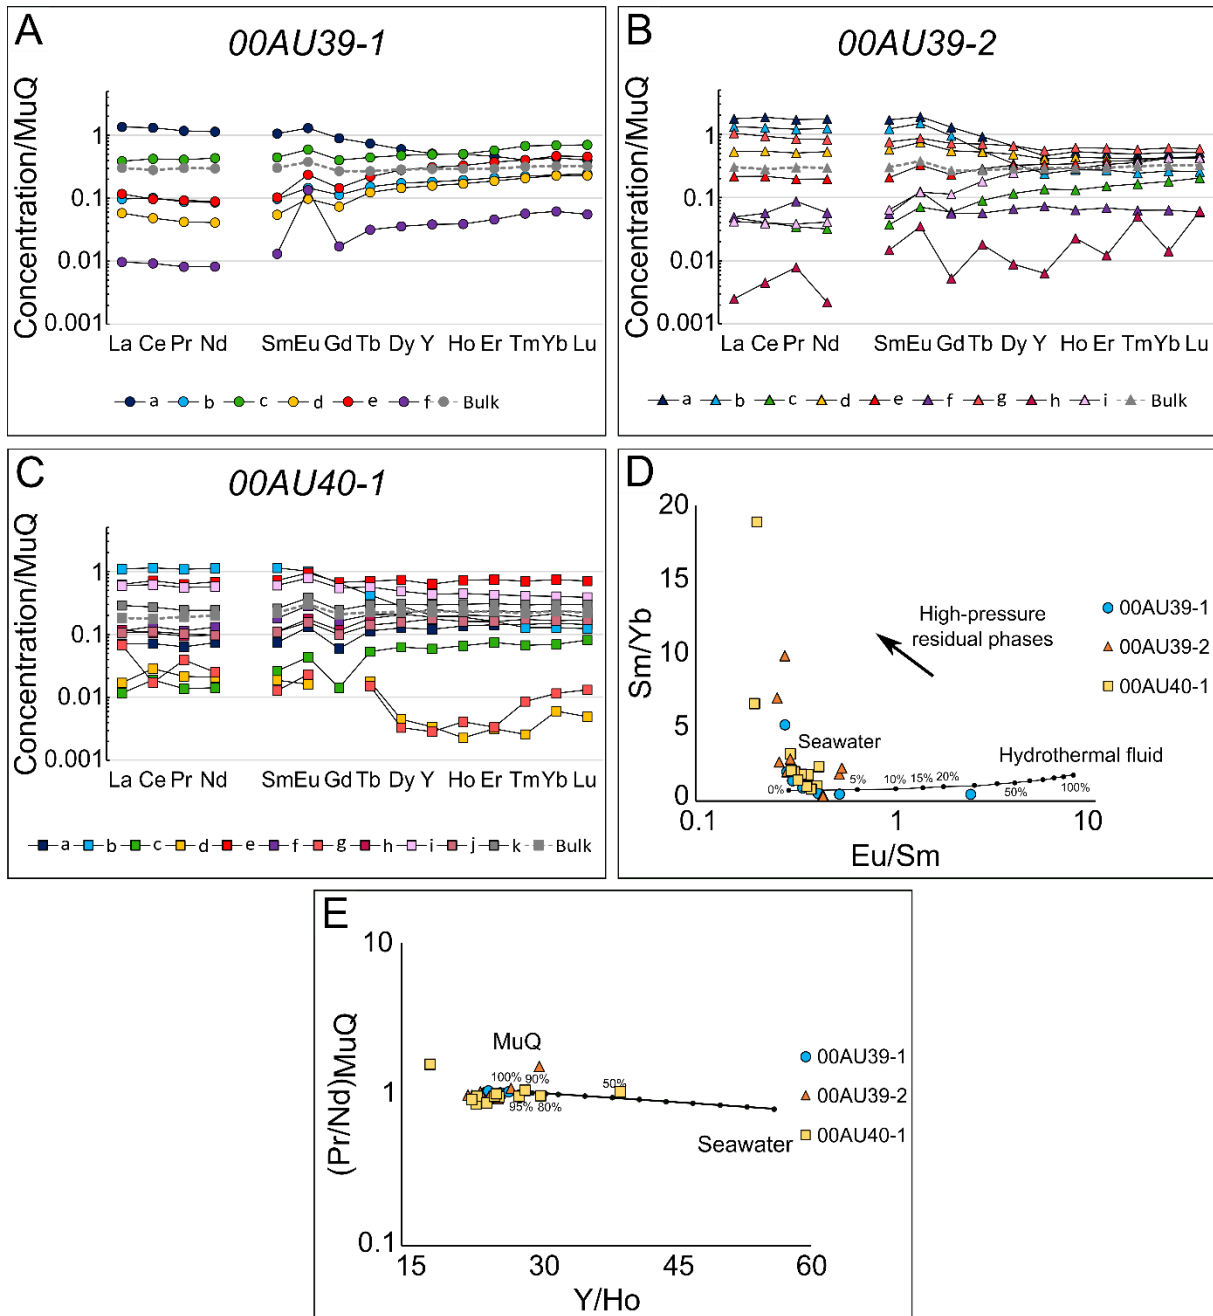 A
00AU39-1
Concentration/MuQ
1
0.1
0.01
0.001
La Ce Pr Nd Sm Eu Gd Tb Dy Y Ho Er Tm Yb Lu
a b c d e f Bulk
B
00AU39-2
Concentration/MuQ
1
0.1
0.01
0.001
La Ce Pr Nd Sm Eu Gd Tb Dy Y Ho Er Tm Yb Lu
a b c d e f g h i Bulk
C
00AU40-1
Concentration/MuQ
1
0.1
0.01
0.001
La Ce Pr Nd Sm Eu Gd Tb Dy Y Ho Er Tm Yb Lu
a b c d e f g h i j k Bulk
D
Sm/Yb
20
15
10
5
0
High-pressure
residual phases
00AU39-1
00AU39-2
00AU40-1
Seawater
Hydrothermal fluid
0% 5% 10% 15% 20% 50% 100%
0.1 1 10
Eu/Sm
E
(Pr/Nd)MuQ
10
1
0.1
MuQ
100% 90% 50%
95% 80%
Seawater
00AU39-1
00AU39-2
00AU40-1
15 30 45 60
Y/Ho